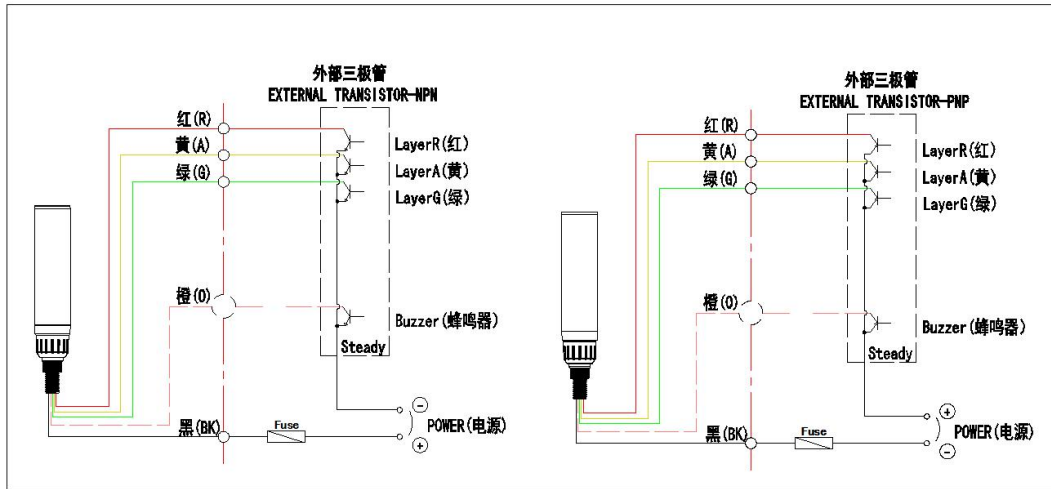 外部三极管
EXTERNAL TRANSISTOR-NPN
红(R)
黄(A)
绿(G)
LayerR(红)
LayerA(黄)
LayerG(绿)
橙(O)
Buzzer(蜂鸣器)
Steady
黑(BK)
Fuse
POWER(电源)
外部三极管
EXTERNAL TRANSISTOR-PNP
红(R)
黄(A)
绿(G)
LayerR(红)
LayerA(黄)
LayerG(绿)
橙(O)
Buzzer(蜂鸣器)
Steady
黑(BK)
Fuse
POWER(电源)